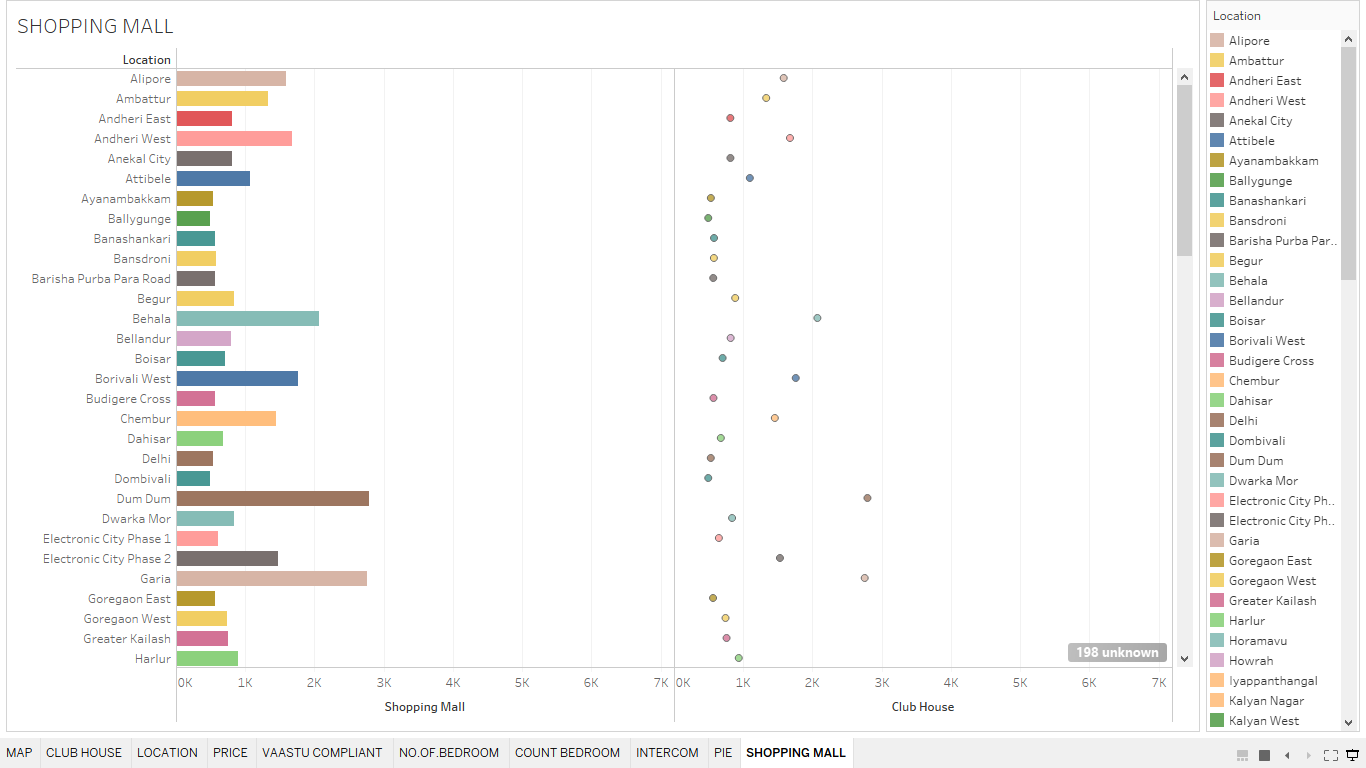 SHOPPING MALL
Location
Alipore
Ambattur
Andheri East
Andheri West
Anekal City
Attibele
Ayanambakkam
Ballygunge
Banashankari
Bansdroni
Barisha Purba Para Road
Begur
Behala
Bellandur
Boisar
Borivali West
Budigere Cross
Chembur
Dahisar
Delhi
Dombivali
Dum Dum
Dwarka Mor
Electronic City Phase 1
Electronic City Phase 2
Garia
Goregaon East
Goregaon West
Greater Kailash
Harlur
198 unknown
0K 1K 2K 3K 4K 5K 6K 7K 0K 1K 2K 3K 4K 5K 6K 7K
Shopping Mall Club House
Location
Alipore
Ambattur
Andheri East
Andheri West
Anekal City
Attibele
Ayanambakkam
Ballygunge
Banashankari
Bansdroni
Barisha Purba Par..
Begur
Behala
Bellandur
Boisar
Borivali West
Budigere Cross
Chembur
Dahisar
Delhi
Dombivali
Dum Dum
Dwarka Mor
Electronic City Ph..
Electronic City Ph..
Garia
Goregaon East
Goregaon West
Greater Kailash
Harlur
Horamavu
Howrah
Iyappanthangal
Kalyan Nagar
Kalyan West
MAP CLUB HOUSE LOCATION PRICE VAASTU COMPLIANT NO.OF.BEDROOM COUNT BEDROOM INTERCOM PIE SHOPPING MALL